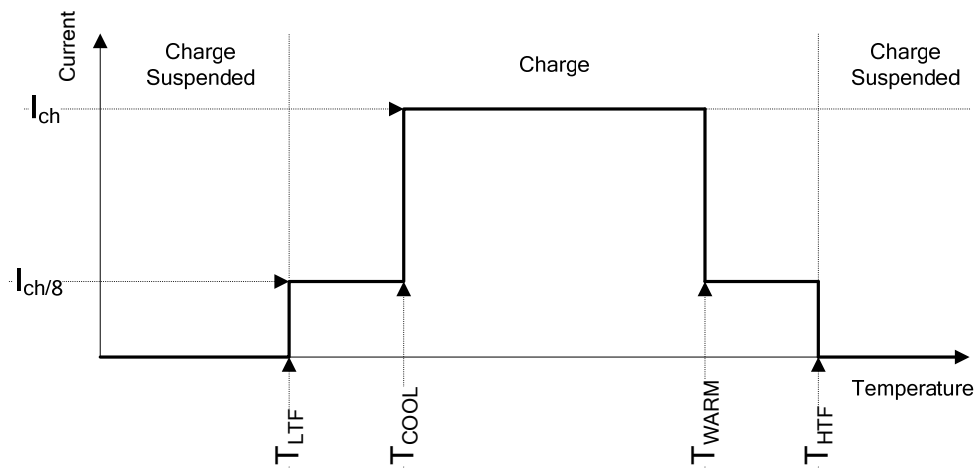 Current
Charge
Suspended
Charge
Charge
Suspended
Ich
Ich/8
Temperature
TLTF
TCOOL
TWARM
THTF